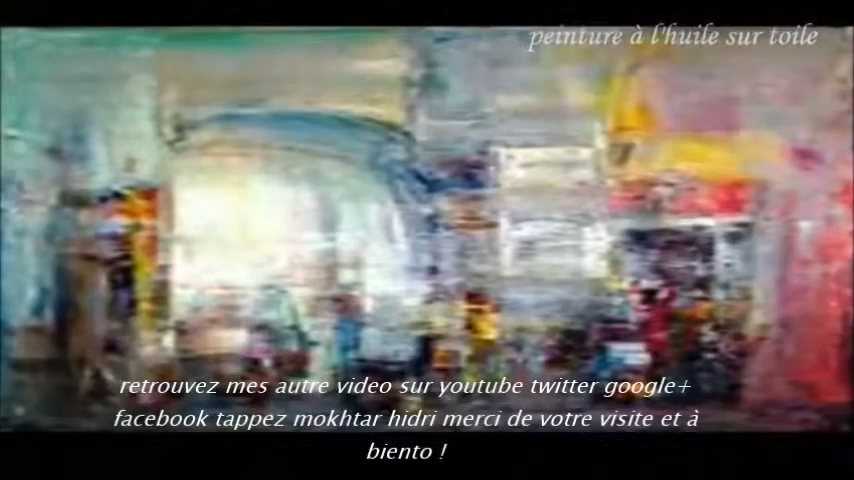 peinture à l'huile sur toile
retrouvez mes autre video sur youtube twitter google+
facebook tappez mokhtar hidri merci de votre visite et à
biento !